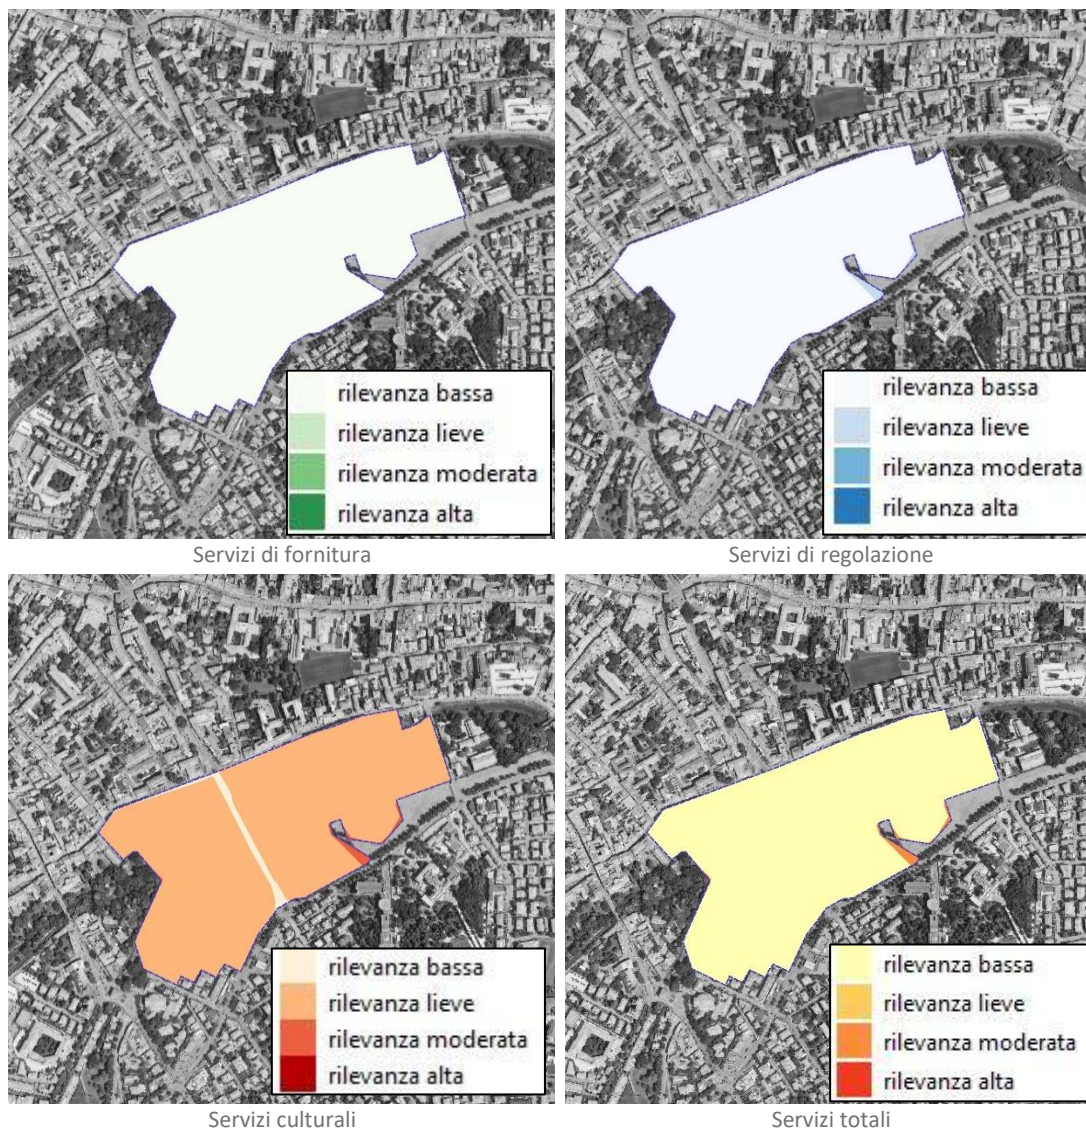 rilevanza bassa
rilevanza lieve
rilevanza moderata
rilevanza alta
Servizi di fornitura
rilevanza bassa
rilevanza lieve
rilevanza moderata
rilevanza alta
Servizi di regolazione
rilevanza bassa
rilevanza lieve
rilevanza moderata
rilevanza alta
Servizi culturali
rilevanza bassa
rilevanza lieve
rilevanza moderata
rilevanza alta
Servizi totali